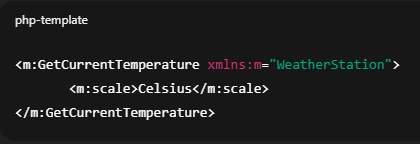 php-template
<m:GetCurrentTemperature xmlns:m="WeatherStation">
<m:scale>Celsius</m:scale>
</m:GetCurrentTemperature>